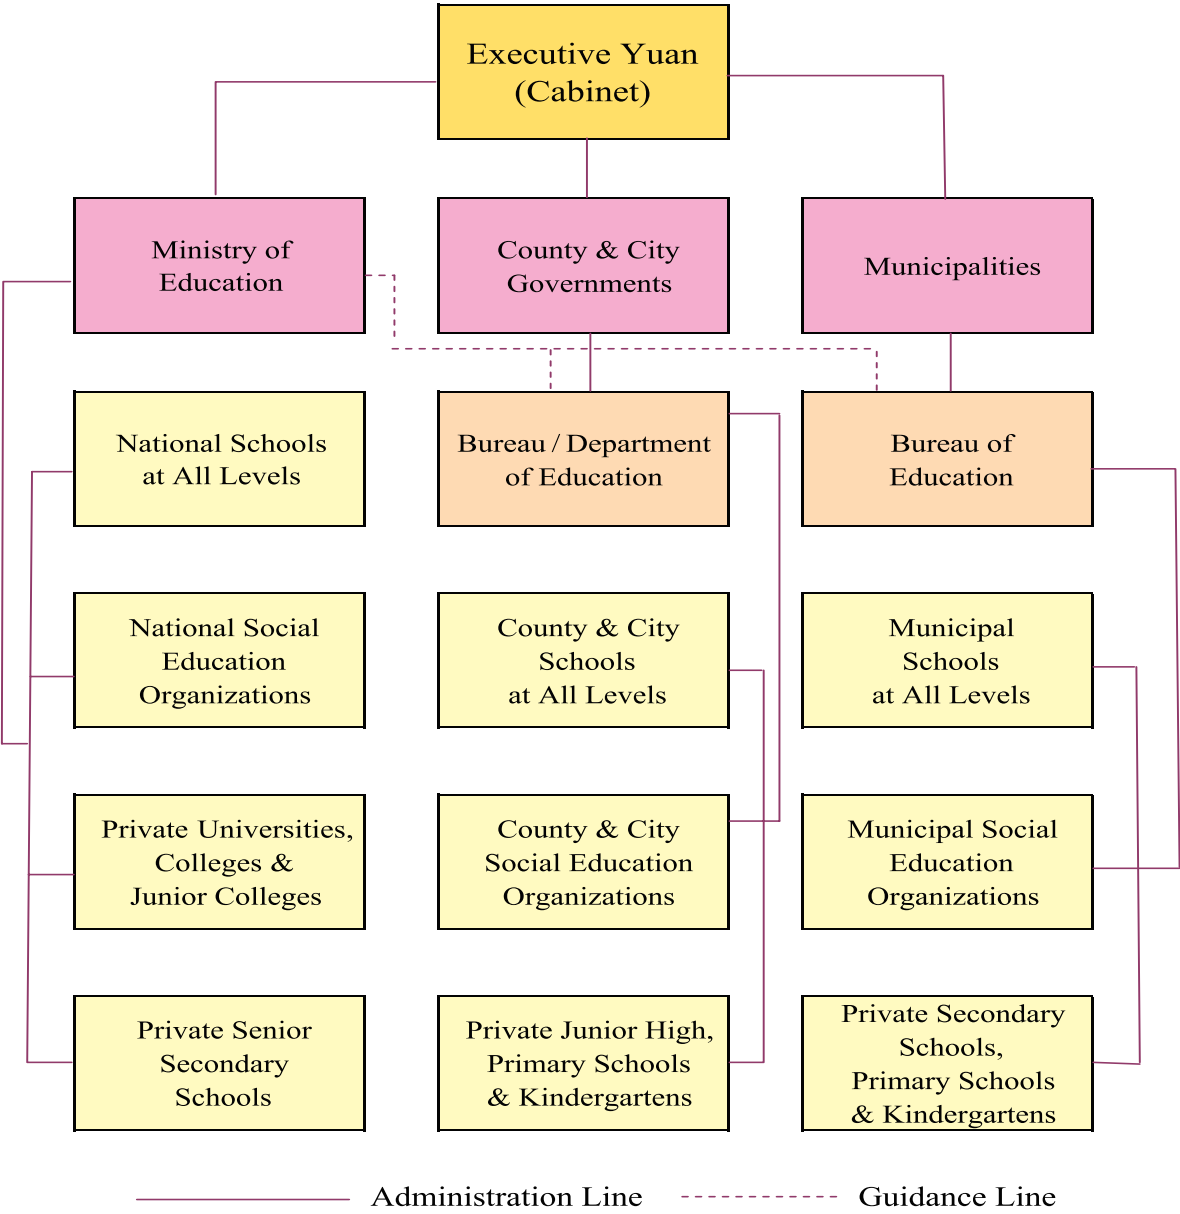 Executive Yuan
(Cabinet)
Ministry of
Education
County & City
Governments
Municipalities
National Schools
at All Levels
Bureau / Department
of Education
Bureau of
Education
National Social
Education
Organizations
County & City
Schools
at All Levels
Municipal
Schools
at All Levels
Private Universities,
Colleges &
Junior Colleges
County & City
Social Education
Organizations
Municipal Social
Education
Organizations
Private Senior
Secondary
Schools
Private Junior High,
Primary Schools
& Kindergartens
Private Secondary
Schools,
Primary Schools
& Kindergartens
Administration Line
Guidance Line